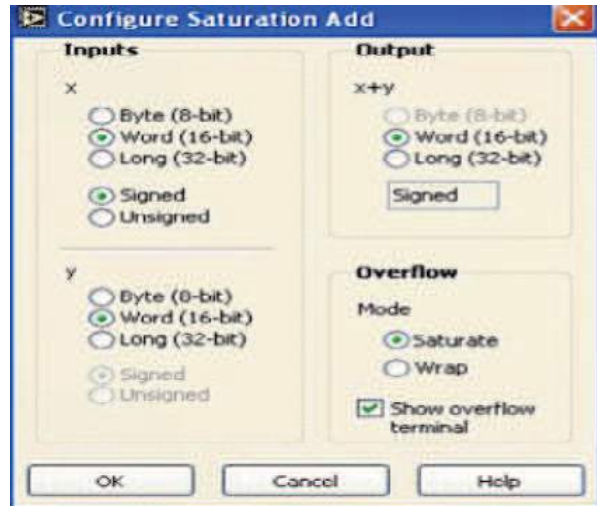 Configure Saturation Add
Inputs
x
Byte (8-bit)
Word (16-bit)
Long (32-bit)
Signed
Unsigned
y
Byte (8-bit)
Word (16-bit)
Long (32-bit)
Signed
Unsigned
Output
x+y
Byte (8-bit)
Word (16-bit)
Long (32-bit)
Signed
Overflow
Mode
Saturate
Wrap
Show overflow
terminal
OK
Cancel
Help